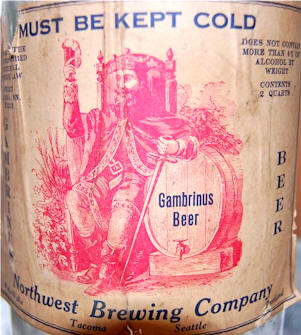 MUST BE KEPT COLD
DOES NOT CONTAIN
MORE THAN 4% OF
ALCOHOL BY
WEIGHT
CONTENTS
2 QUARTS
BEER
Gambrinus
Beer
Northwest Brewing Company
Tacoma Seattle